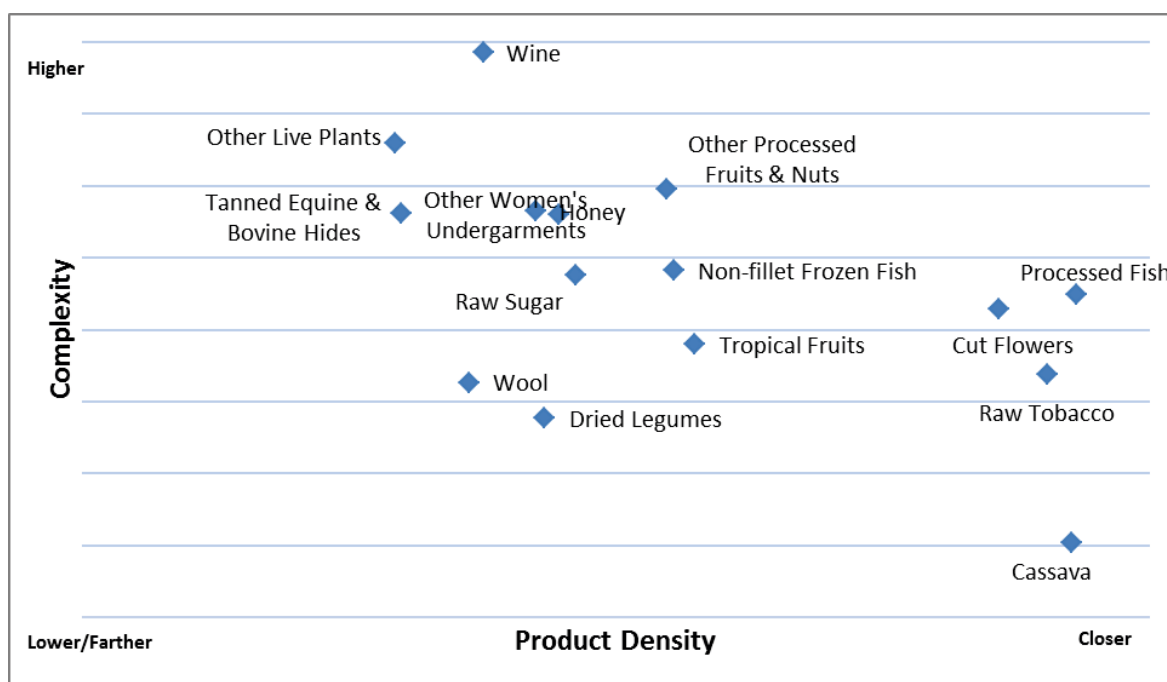 Higher
Wine
Other Live Plants
Other Processed
Fruits & Nuts
Tanned Equine &
Bovine Hides
Other Women's
Undergarments
Honey
Non-fillet Frozen Fish
Processed Fish
Raw Sugar
Complexity
Tropical Fruits
Cut Flowers
Wool
Raw Tobacco
Dried Legumes
Cassava
Lower/Farther
Product Density
Closer